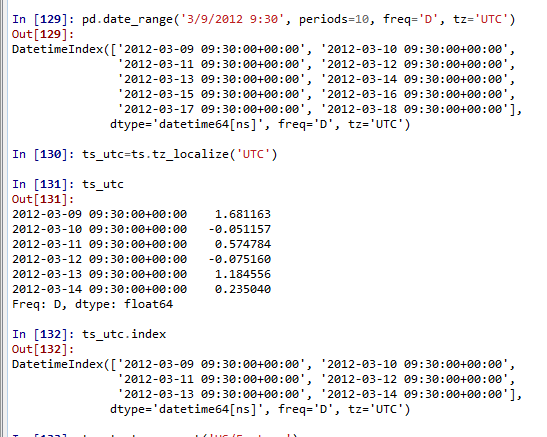 In [129]: pd.date_range('3/9/2012 9:30', periods=10, freq='D', tz='UTC')
Out[129]:
DatetimeIndex(['2012-03-09 09:30:00+00:00', '2012-03-10 09:30:00+00:00',
'2012-03-11 09:30:00+00:00', '2012-03-12 09:30:00+00:00',
'2012-03-13 09:30:00+00:00', '2012-03-14 09:30:00+00:00',
'2012-03-15 09:30:00+00:00', '2012-03-16 09:30:00+00:00',
'2012-03-17 09:30:00+00:00', '2012-03-18 09:30:00+00:00'],
dtype='datetime64[ns]', freq='D', tz='UTC')
In [130]: ts_utc=ts.tz_localize('UTC')
In [131]: ts_utc
Out[131]:
2012-03-09 09:30:00+00:00    1.681163
2012-03-10 09:30:00+00:00   -0.051157
2012-03-11 09:30:00+00:00    0.574784
2012-03-12 09:30:00+00:00   -0.075160
2012-03-13 09:30:00+00:00    1.184556
2012-03-14 09:30:00+00:00    0.235040
Freq: D, dtype: float64
In [132]: ts_utc.index
Out[132]:
DatetimeIndex(['2012-03-09 09:30:00+00:00', '2012-03-10 09:30:00+00:00',
'2012-03-11 09:30:00+00:00', '2012-03-12 09:30:00+00:00',
'2012-03-13 09:30:00+00:00', '2012-03-14 09:30:00+00:00'],
dtype='datetime64[ns]', freq='D', tz='UTC')